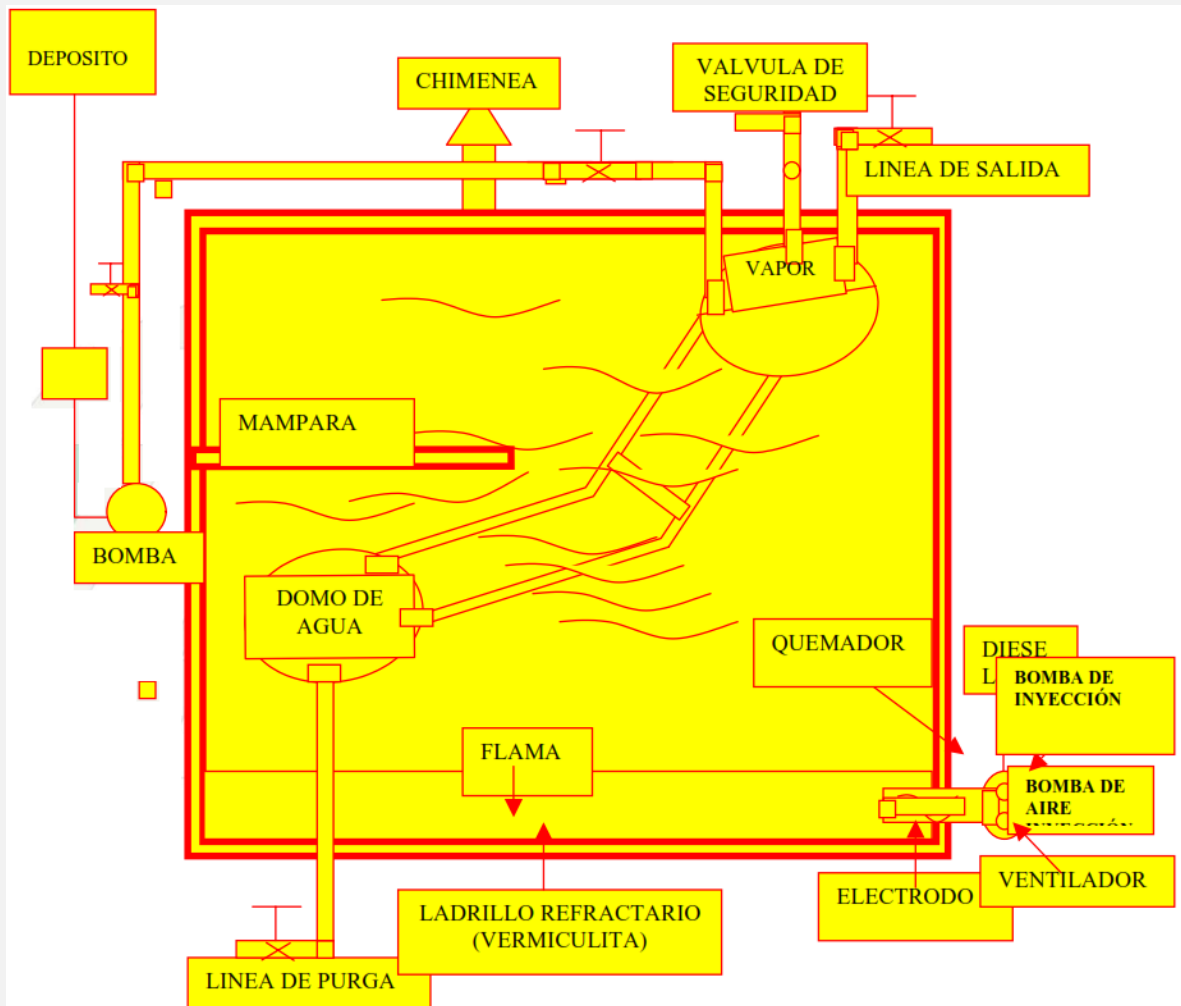 DEPOSITO
CHIMENEA
VALVULA DE
SEGURIDAD
LINEA DE SALIDA
VAPOR
MAMPARA
BOMBA
DOMO DE
AGUA
QUEMADOR
DIESE
L
BOMBA DE
INYECCIÓN
FLAMA
BOMBA DE
AIRE
INYECCIÓN
ELECTRODO
VENTILADOR
LADRILLO REFRACTARIO
(VERMICULITA)
LINEA DE PURGA